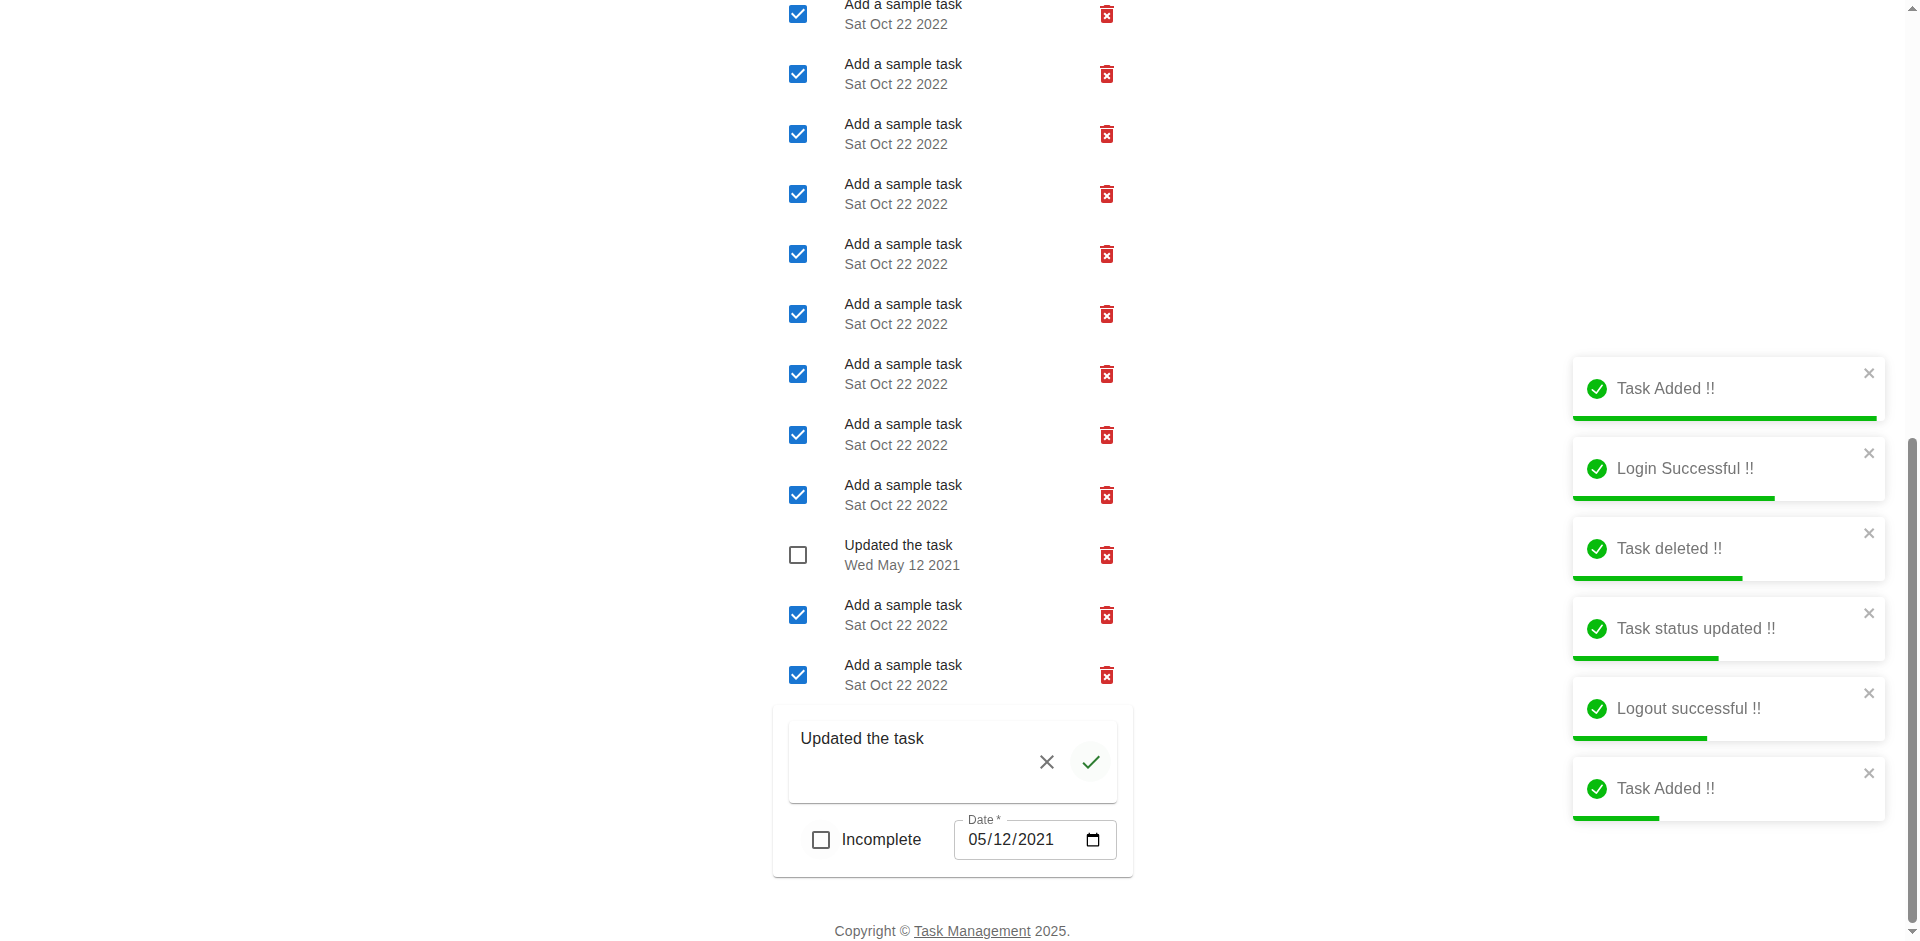 Add a sample task
Sat Oct 22 2022
Add a sample task
Sat Oct 22 2022
Add a sample task
Sat Oct 22 2022
Add a sample task
Sat Oct 22 2022
Add a sample task
Sat Oct 22 2022
Add a sample task
Sat Oct 22 2022
Add a sample task
Sat Oct 22 2022
Add a sample task
Sat Oct 22 2022
Add a sample task
Sat Oct 22 2022
Updated the task
Wed May 12 2021
Add a sample task
Sat Oct 22 2022
Add a sample task
Sat Oct 22 2022
Updated the task
Incomplete
Date *
05/12/2021
Copyright © Task Management 2025.
Task Added !!
Login Successful !!
Task deleted !!
Task status updated !!
Logout successful !!
Task Added !!